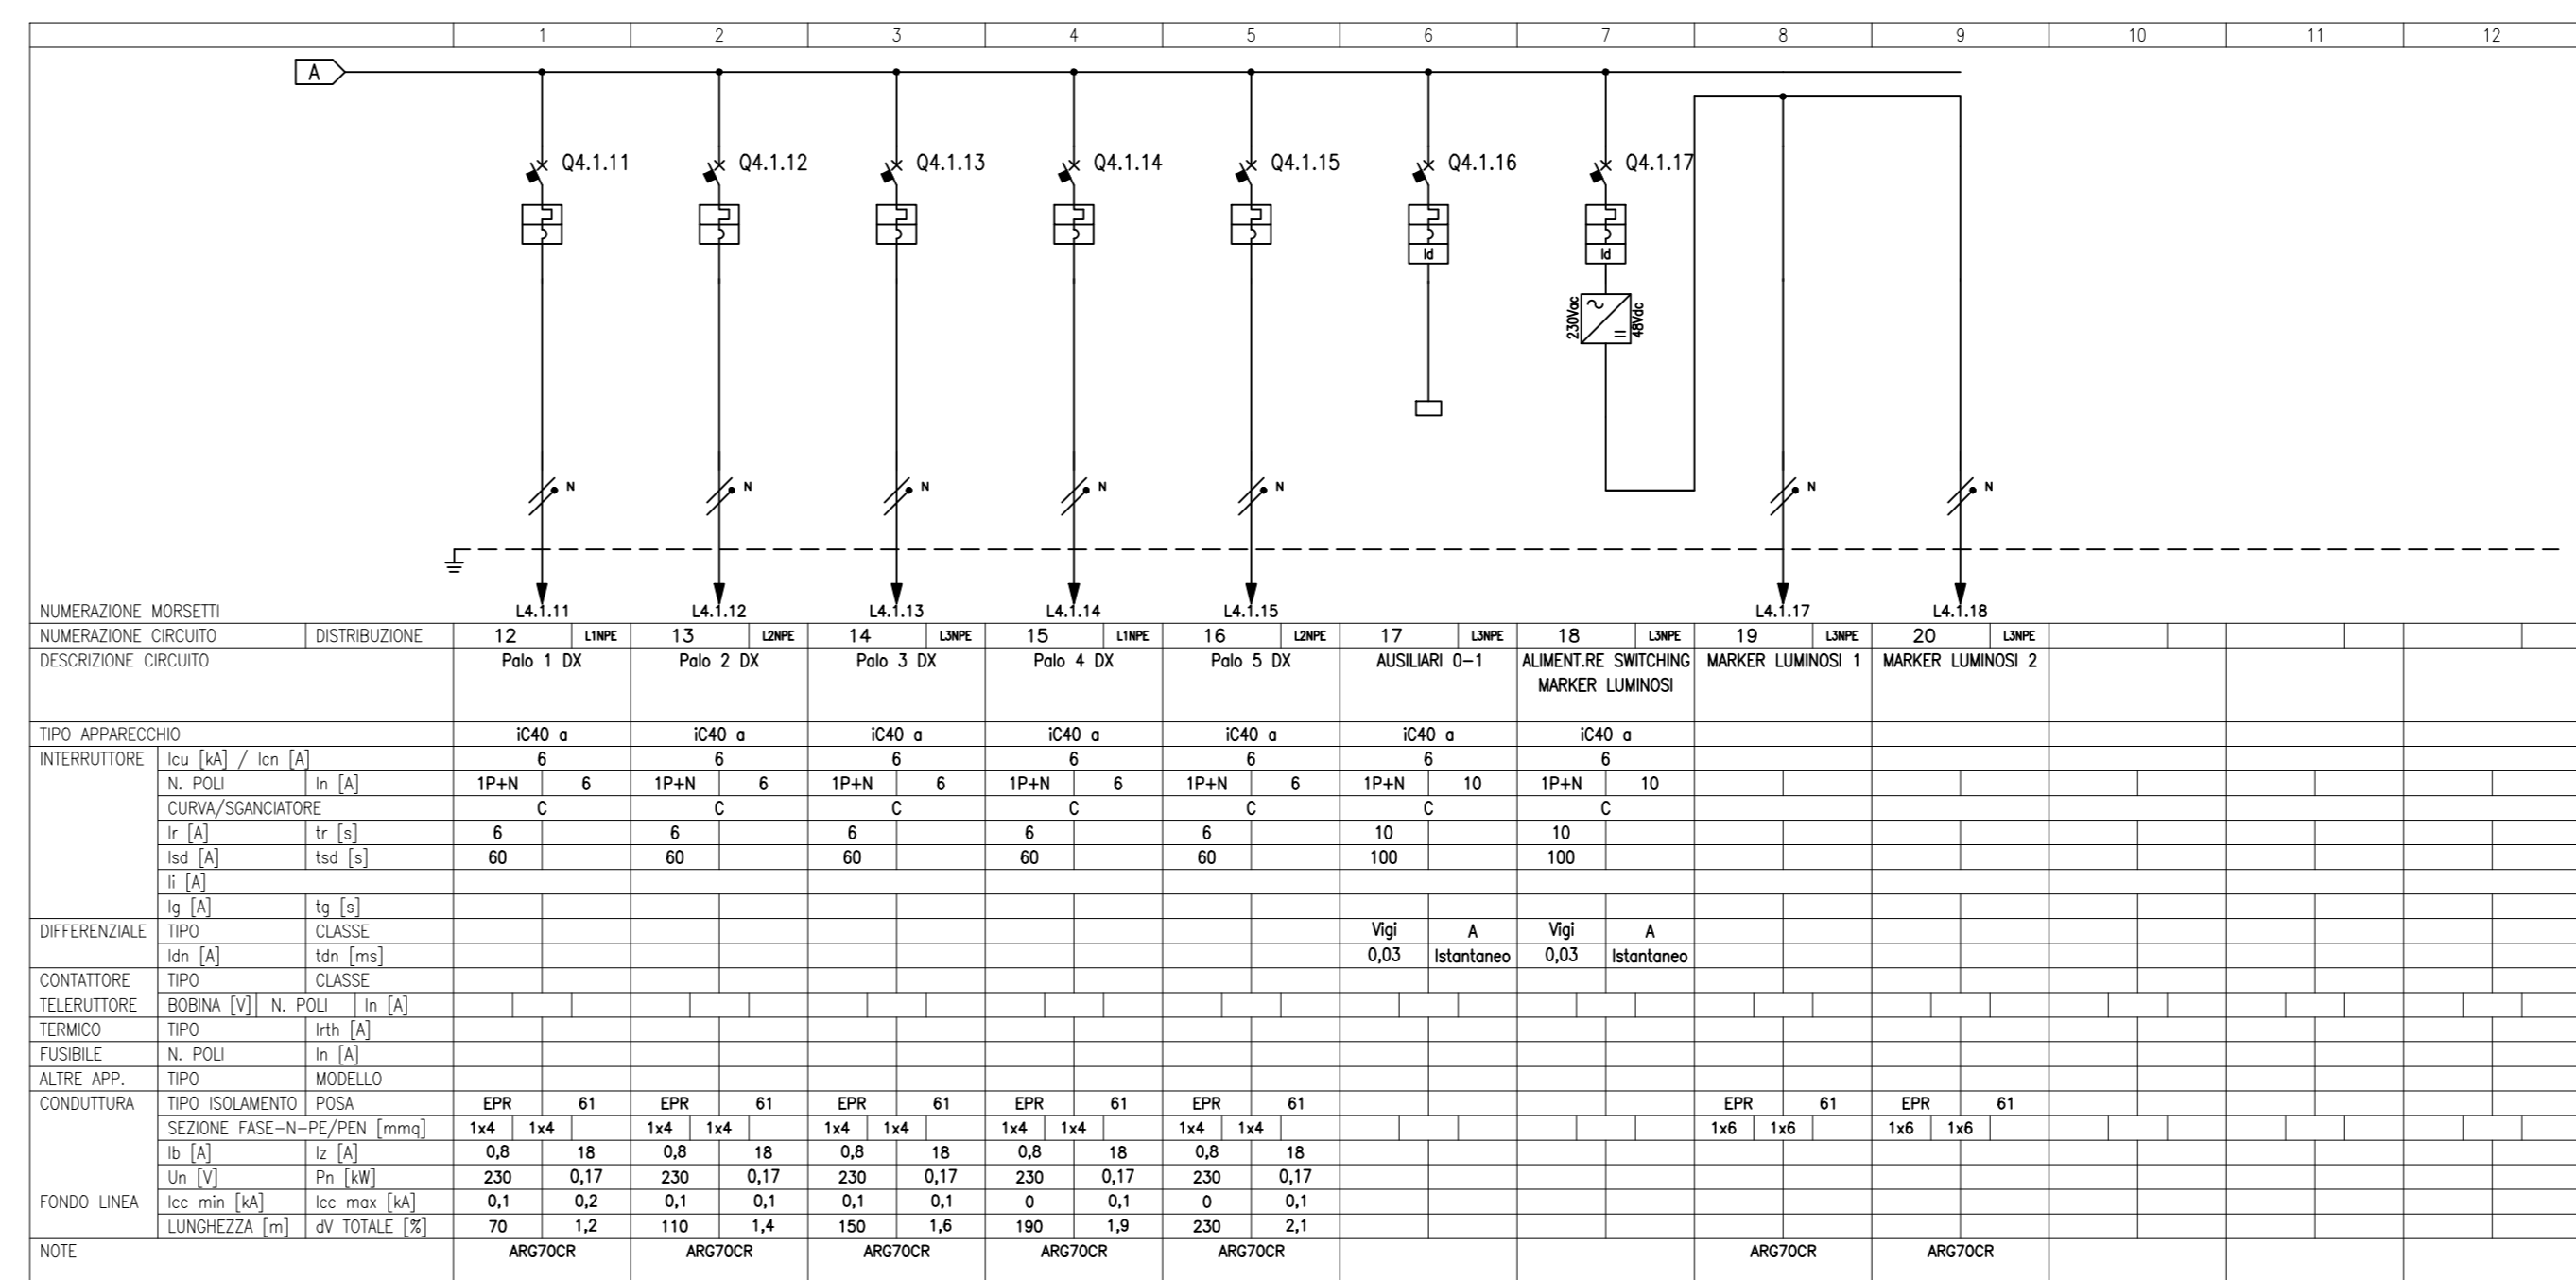 1 2 3 4 5 6 7 8 9 10 11 12
A
Q4.1.11 Q4.1.12 Q4.1.13 Q4.1.14 Q4.1.15 Q4.1.16 Q4.1.17
Id Id
230Vac 48Vdc
N N N N N N N
NUMERAZIONE MORSETTI L4.1.11 L4.1.12 L4.1.13 L4.1.14 L4.1.15 L4.1.17 L4.1.18
NUMERAZIONE CIRCUITO DISTRIBUZIONE 12 L1NPE 13 L2NPE 14 L3NPE 15 L1NPE 16 L2NPE 17 L3NPE 18 L3NPE 19 L3NPE 20 L3NPE
DESCRIZIONE CIRCUITO Palo 1 DX Palo 2 DX Palo 3 DX Palo 4 DX Palo 5 DX AUSILIARI 0-1 ALIMENT.RE SWITCHING MARKER LUMINOSI 1 MARKER LUMINOSI 2
MARKER LUMINOSI
TIPO APPARECCHIO iC40 a iC40 a iC40 a iC40 a iC40 a iC40 a iC40 a
INTERRUTTORE Icu [kA] / Icn [A] 6 6 6 6 6 6 6
N. POLI In [A] 1P+N 6 1P+N 6 1P+N 6 1P+N 6 1P+N 6 1P+N 10 1P+N 10
CURVA/SGANCIATORE C C C C C C C
Ir [A] tr [s] 6 6 6 6 6 10 10
Isd [A] tsd [s] 60 60 60 60 60 100 100
Ii [A]
Ig [A] tg [s]
DIFFERENZIALE TIPO CLASSE Vigi A Vigi A
Idn [A] tdn [ms] 0,03 Istantaneo 0,03 Istantaneo
CONTATTORE TIPO CLASSE
TELERUTTORE BOBINA [V] N. POLI In [A]
TERMICO TIPO Irth [A]
FUSIBILE N. POLI In [A]
ALTRE APP. TIPO MODELLO
CONDUTTURA TIPO ISOLAMENTO POSA EPR 61 EPR 61 EPR 61 EPR 61 EPR 61 EPR 61 EPR 61
SEZIONE FASE-N-PE/PEN [mmq] 1x4 1x4 1x4 1x4 1x4 1x4 1x4 1x4 1x4 1x4 1x6 1x6 1x6 1x6
Ib [A] Iz [A] 0,8 18 0,8 18 0,8 18 0,8 18 0,8 18
Un [V] Pn [kW] 230 0,17 230 0,17 230 0,17 230 0,17 230 0,17
FONDO LINEA Icc min [kA] Icc max [kA] 0,1 0,2 0,1 0,1 0,1 0,1 0 0,1 0 0,1
LUNGHEZZA [m] dV TOTALE [%] 70 1,2 110 1,4 150 1,6 190 1,9 230 2,1
NOTE ARG7OCR ARG7OCR ARG7OCR ARG7OCR ARG7OCR ARG7OCR ARG7OCR